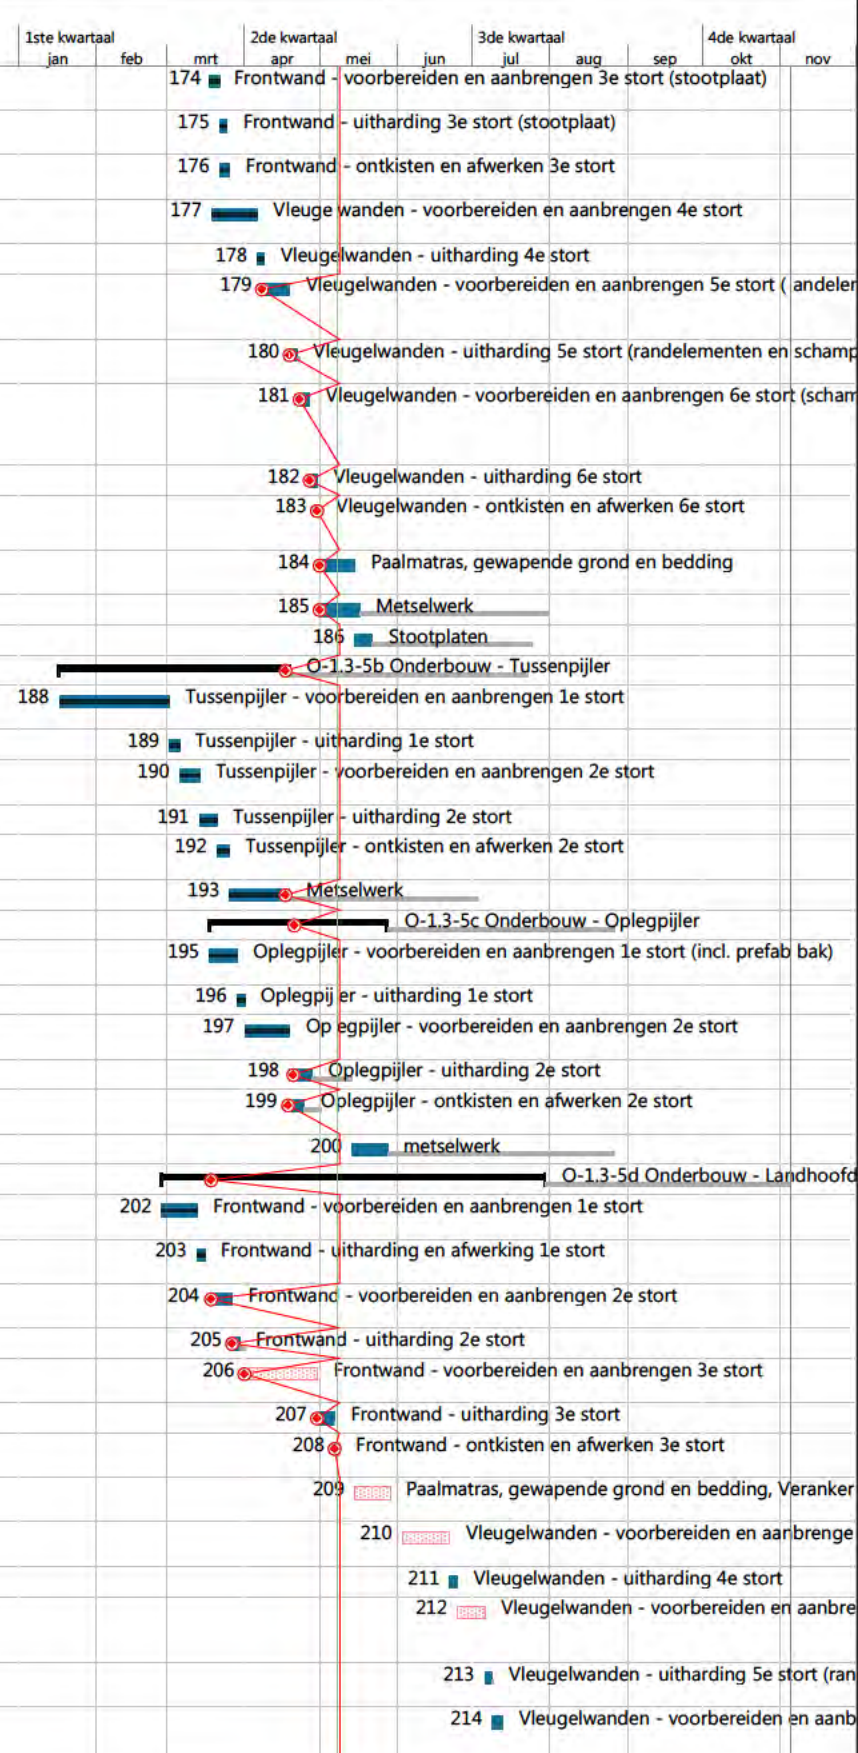 1ste kwartaal 2de kwartaal 3de kwartaal 4de kwartaal
jan feb mrt apr mei jun jul aug sep okt nov
174 Frontwand - voorbereiden en aanbrengen 3e stort (stootplaat)
175 Frontwand - uitharding 3e stort (stootplaat)
176 Frontwand - ontkisten en afwerken 3e stort
177 Vleuge wanden - voorbereiden en aanbrengen 4e stort
178 Vleugelwanden - uitharding 4e stort
179 Vleugelwanden - voorbereiden en aanbrengen 5e stort ( andeler
180 Vleugelwanden - uitharding 5e stort (randelementen en schamp
181 Vleugelwanden - voorbereiden en aanbrengen 6e stort (scham
182 Vleugelwanden - uitharding 6e stort
183 Vleugelwanden - ontkisten en afwerken 6e stort
184 Paalmatras, gewapende grond en bedding
185 Metselwerk
186 Stootplaten
O-1.3-5b Onderbouw - Tussenpijler
188 Tussenpijler - voorbereiden en aanbrengen 1e stort
189 Tussenpijler - uitharding 1e stort
190 Tussenpijler - voorbereiden en aanbrengen 2e stort
191 Tussenpijler - uitharding 2e stort
192 Tussenpijler - ontkisten en afwerken 2e stort
193 Metselwerk
O-1.3-5c Onderbouw - Oplegpijler
195 Oplegpijler - voorbereiden en aanbrengen 1e stort (incl. prefab bak)
196 Oplegpij er - uitharding 1e stort
197 Op egpijler - voorbereiden en aanbrengen 2e stort
198 Oplegpijler - uitharding 2e stort
199 Oplegpijler - ontkisten en afwerken 2e stort
200 metselwerk
O-1.3-5d Onderbouw - Landhoofd
202 Frontwand - voorbereiden en aanbrengen 1e stort
203 Frontwand - uitharding en afwerking 1e stort
204 Frontwand - voorbereiden en aanbrengen 2e stort
205 Frontwand - uitharding 2e stort
206 Frontwand - voorbereiden en aanbrengen 3e stort
207 Frontwand - uitharding 3e stort
208 Frontwand - ontkisten en afwerken 3e stort
209 Paalmatras, gewapende grond en bedding, Veranker
210 Vleugelwanden - voorbereiden en aanbrenge
211 Vleugelwanden - uitharding 4e stort
212 Vleugelwanden - voorbereiden en aanbre
213 Vleugelwanden - uitharding 5e stort (ran
214 Vleugelwanden - voorbereiden en aanb